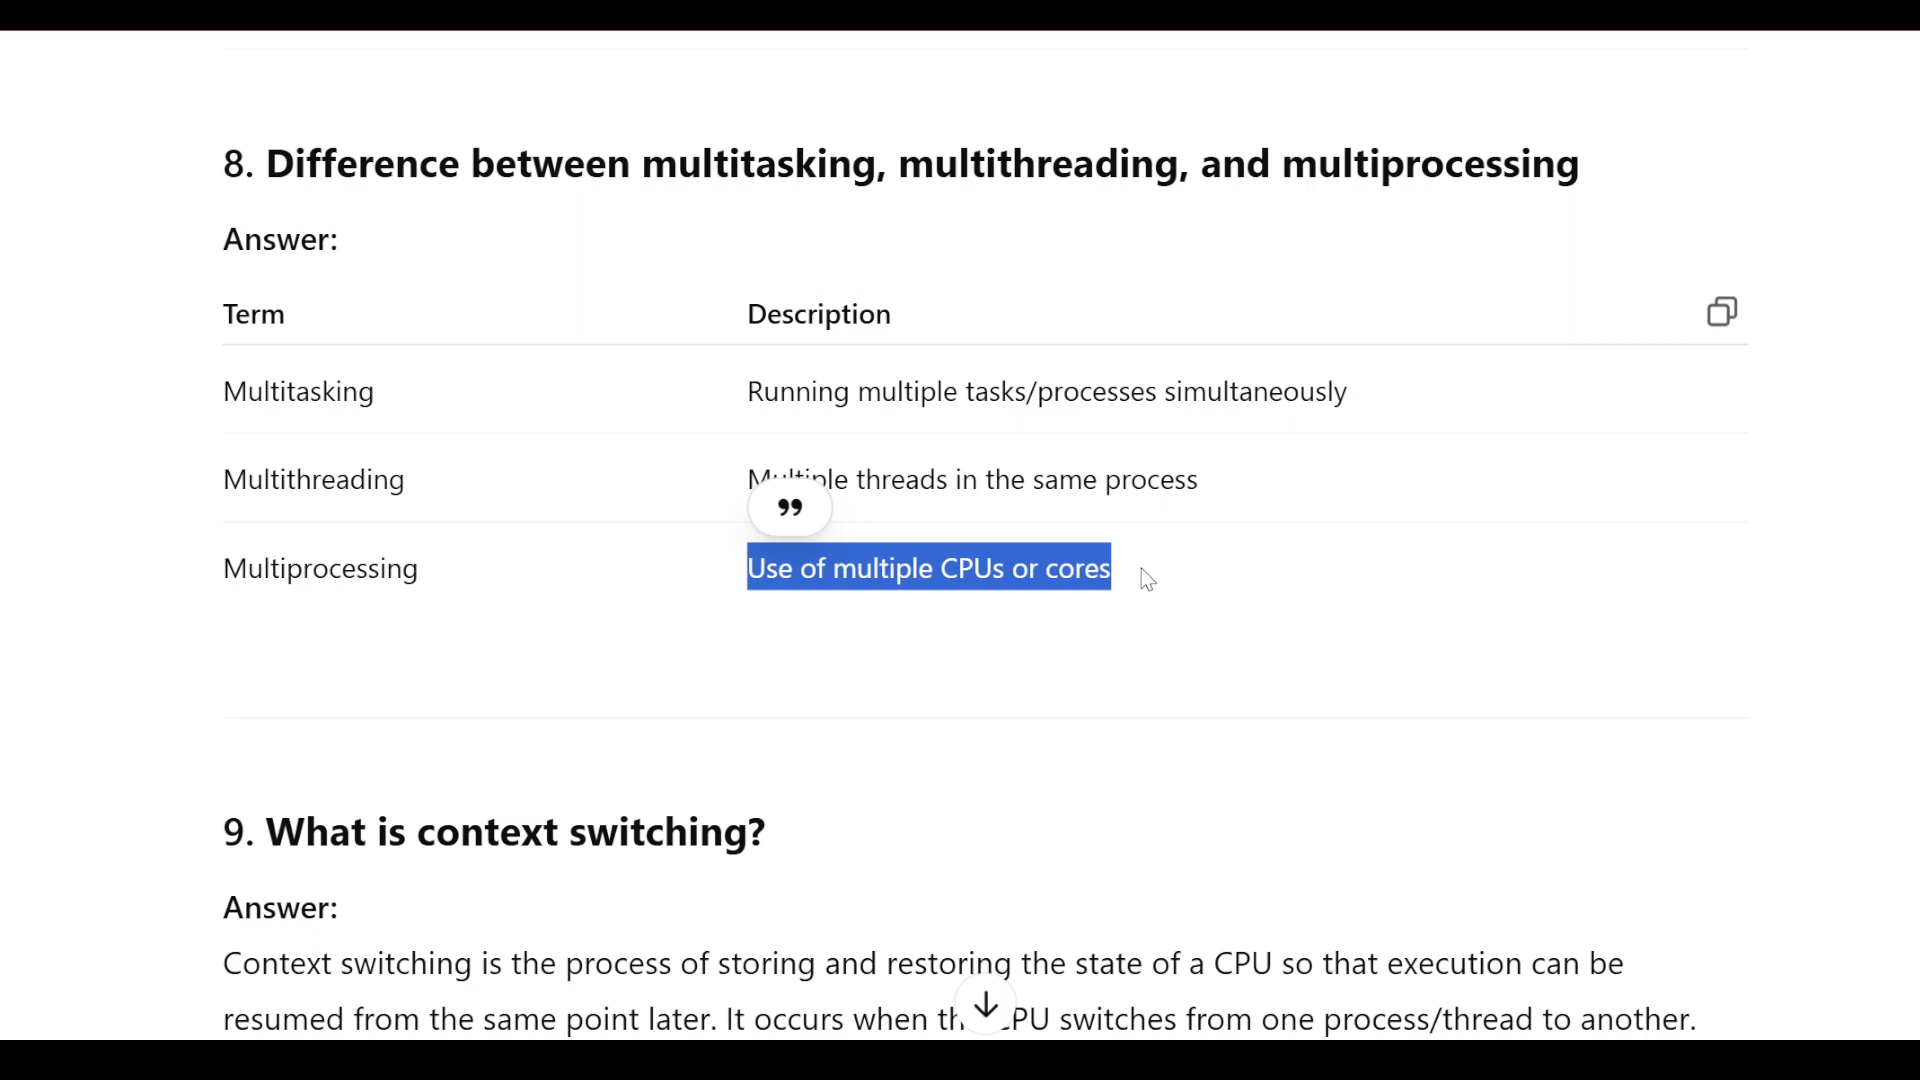 8. Difference between multitasking, multithreading, and multiprocessing
Answer:
Term Description
Multitasking Running multiple tasks/processes simultaneously
Multithreading Multiple threads in the same process
Multiprocessing Use of multiple CPUs or cores
9. What is context switching?
Answer:
Context switching is the process of storing and restoring the state of a CPU so that execution can be
resumed from the same point later. It occurs when the CPU switches from one process/thread to another.